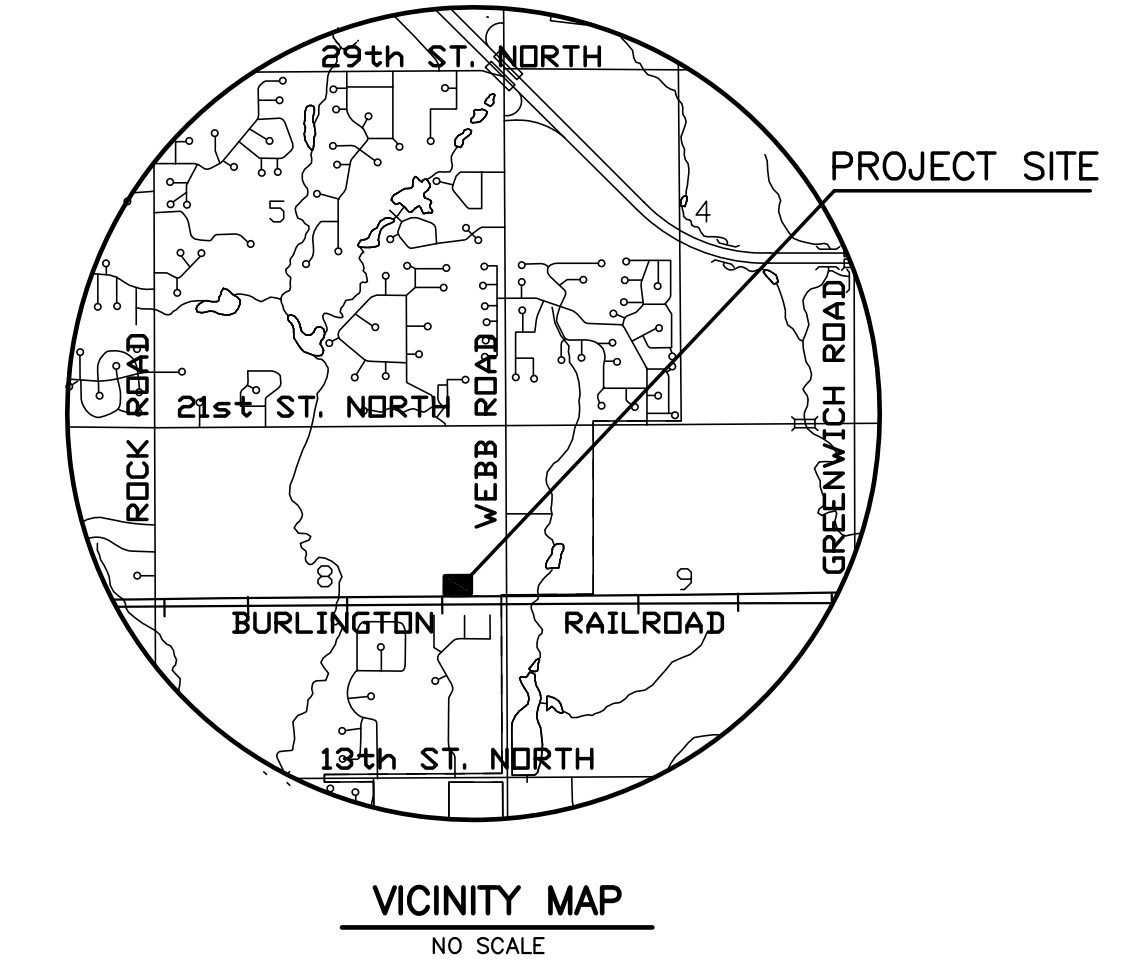 29th ST. NORTH
PROJECT SITE
5
4
ROCK ROAD
WEBB ROAD
GREENWICH ROAD
21st ST. NORTH
8
9
BURLINGTON RAILROAD
13th ST. NORTH
VICINITY MAP
NO SCALE